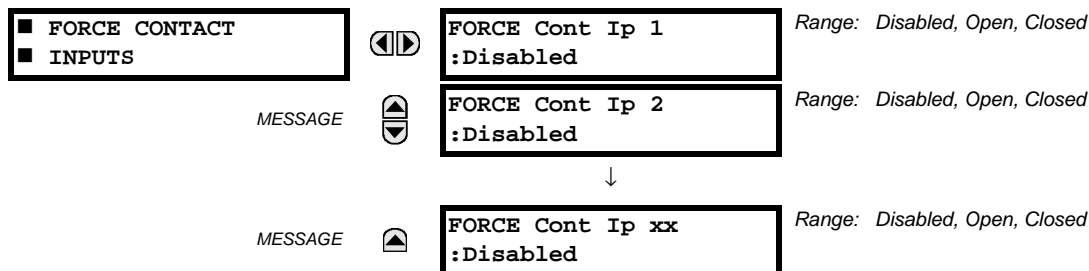 ■ FORCE CONTACT
■ INPUTS
FORCE Cont Ip 1
:Disabled
Range: Disabled, Open, Closed
MESSAGE
FORCE Cont Ip 2
:Disabled
Range: Disabled, Open, Closed
↓
MESSAGE
FORCE Cont Ip xx
:Disabled
Range: Disabled, Open, Closed